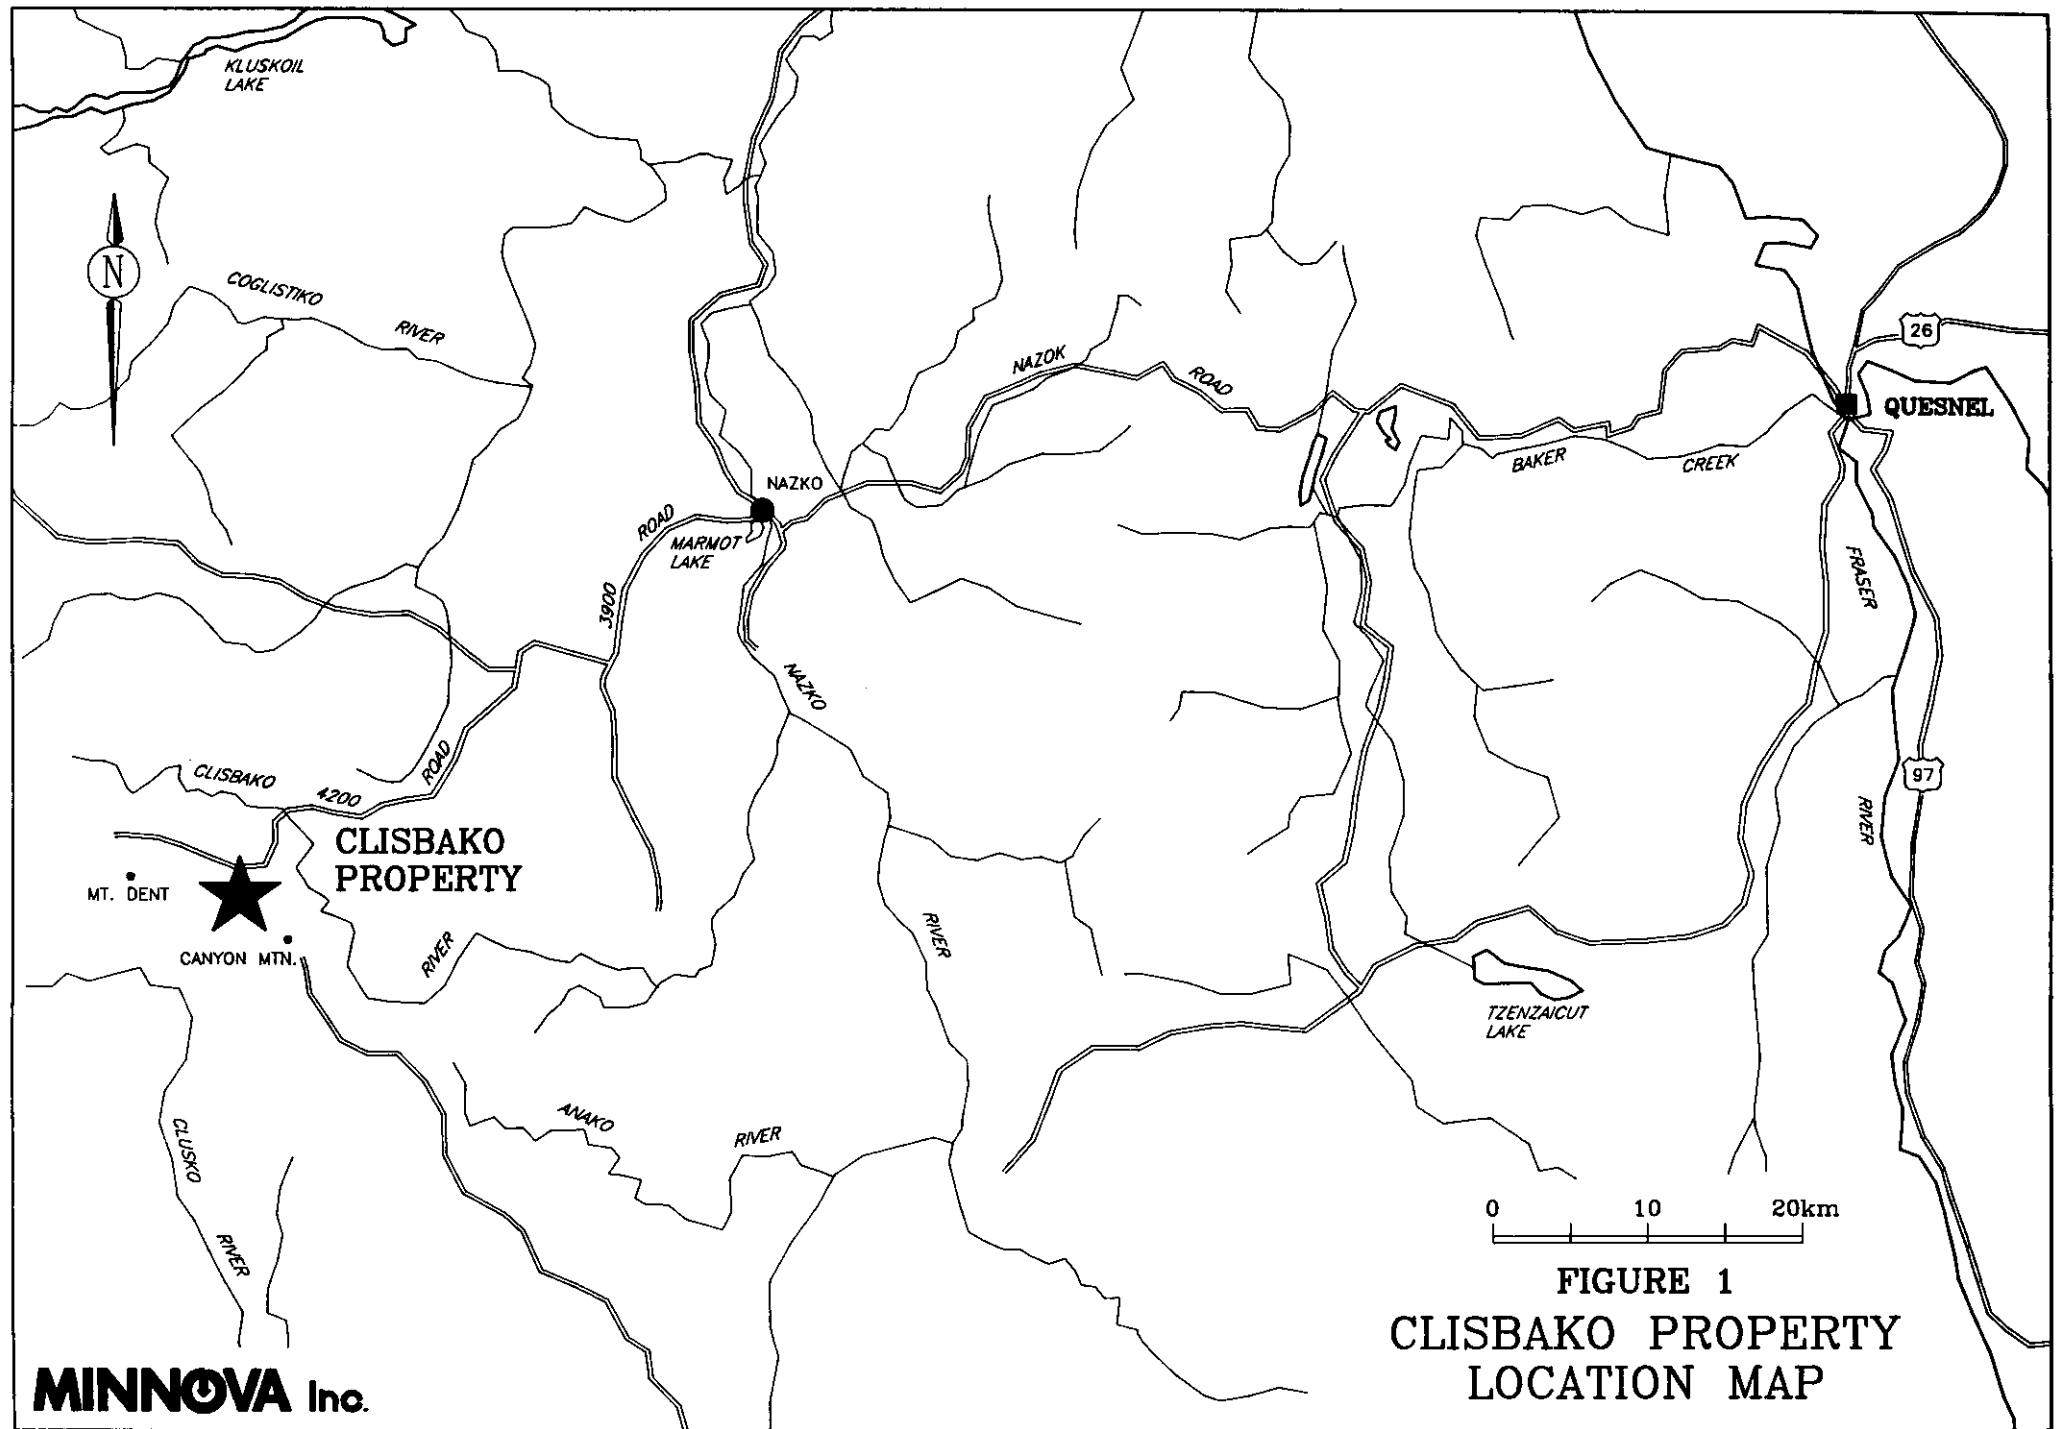 KLUSKOIL
LAKE
N
COGLISTIKO
RIVER
NAZOK
ROAD
26
QUESNEL
BAKER
CREEK
NAZKO
ROAD
MARMOT
LAKE
3900
FRASER
NAZKO
CLISBAKO
4200
ROAD
97
RIVER
CLISBAKO
PROPERTY
MT. DENT
CANYON MTN.
RIVER
RIVER
TZENZAICUT
LAKE
ANAKO
RIVER
CLUSKO
RIVER
0 10 20km
FIGURE 1
CLISBAKO PROPERTY
LOCATION MAP
MINNOVA Inc.